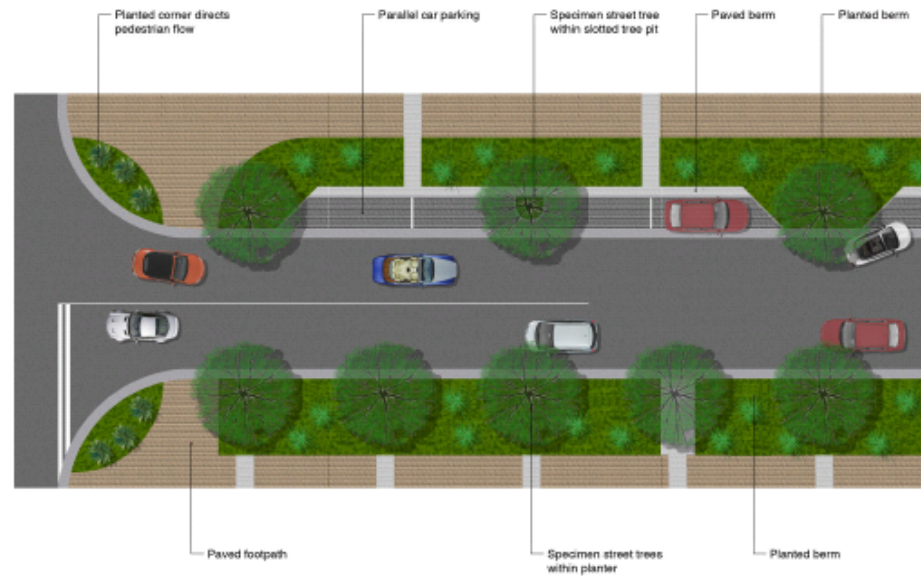 Planted corner directs
pedestrian flow
Parallel car parking
Specimen street tree
within slotted tree pit
Paved berm
Planted berm
Paved footpath
Specimen street trees
within planter
Planted berm